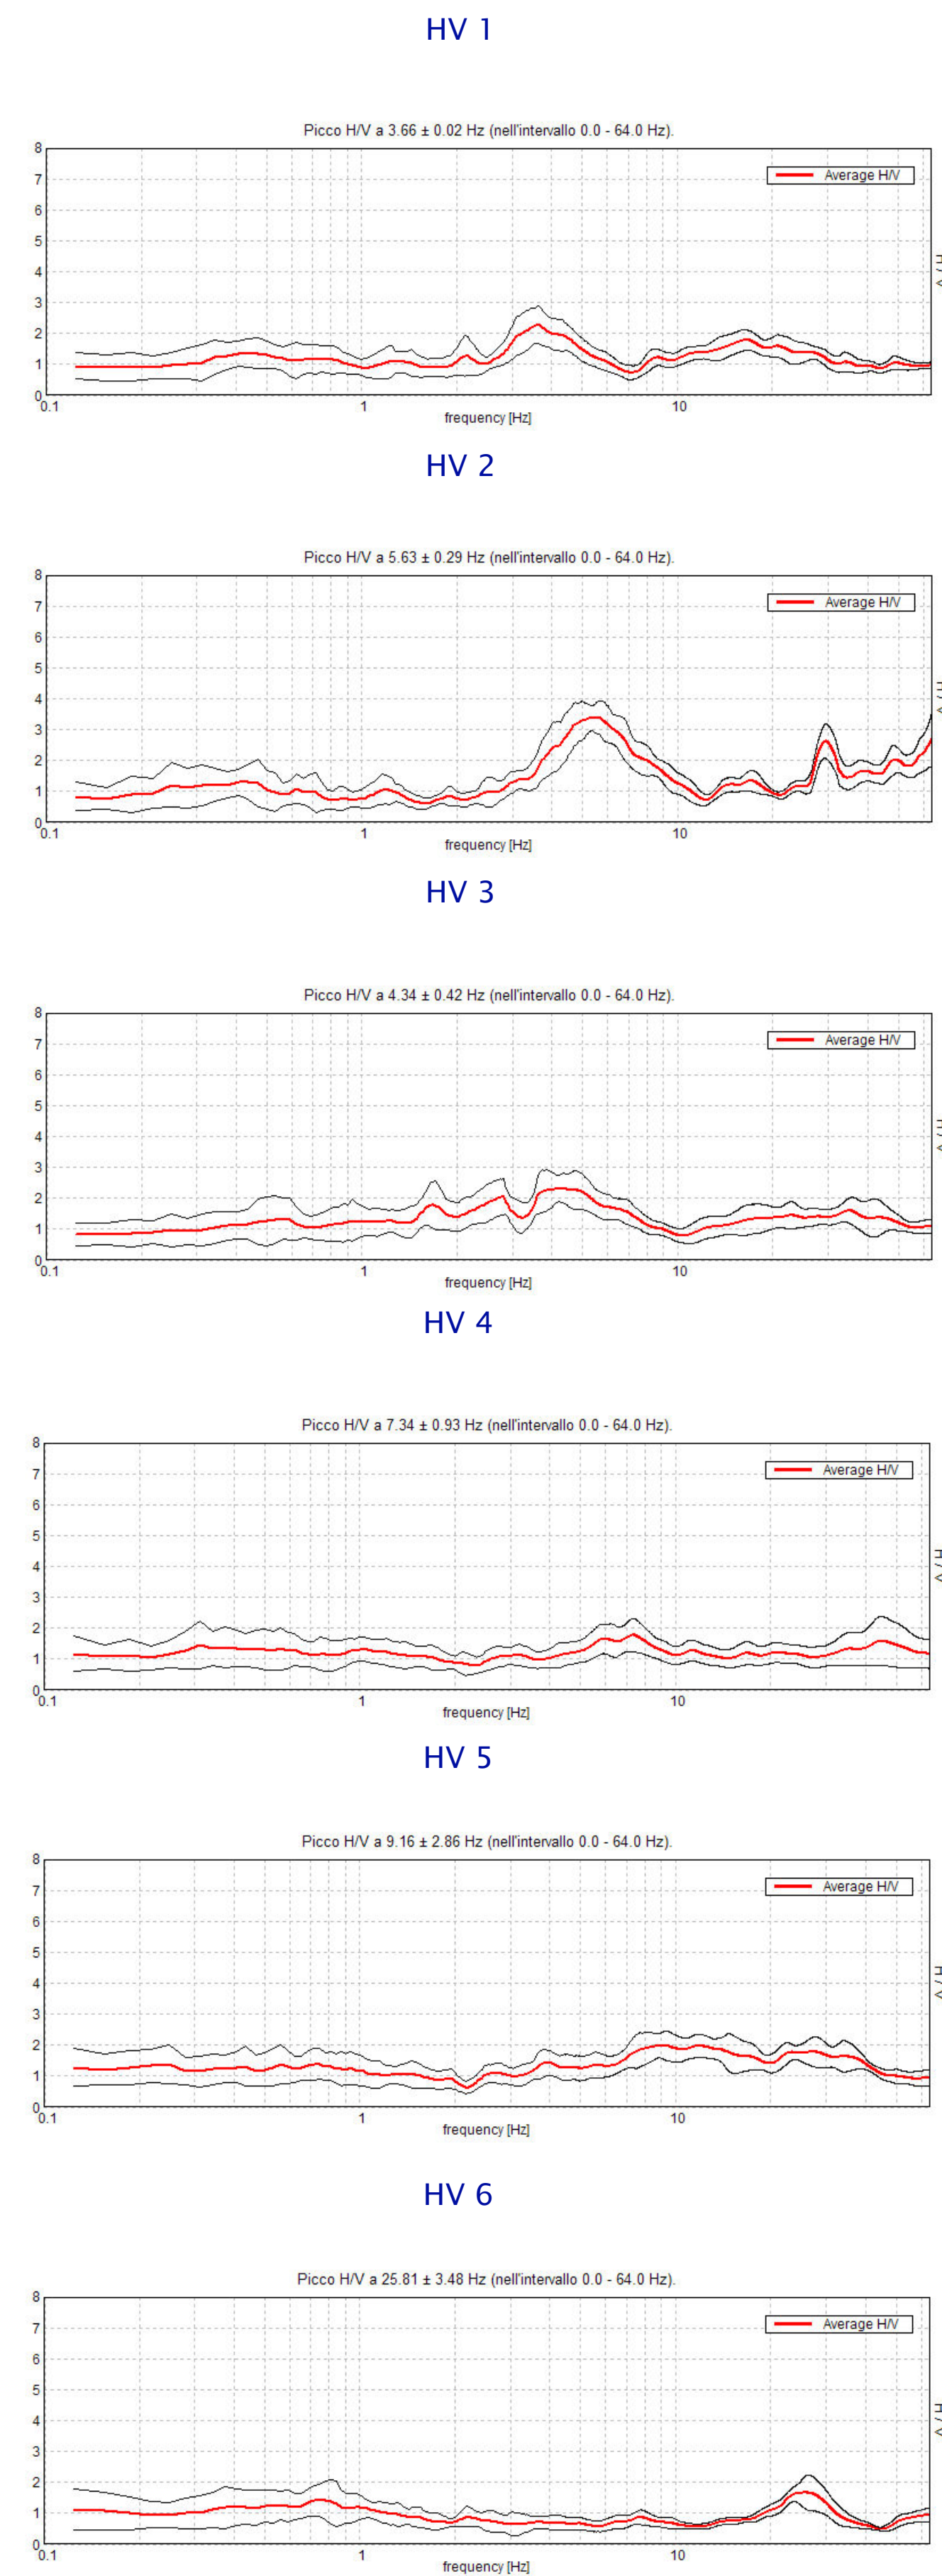 HV 1
Picco H/V a 3.66 ± 0.02 Hz (nell'intervallo 0.0 - 64.0 Hz).
8
Average H/V
7
6
5
H/V
4
3
2
1
0
0.1 1 10
frequency [Hz]
HV 2
Picco H/V a 5.63 ± 0.29 Hz (nell'intervallo 0.0 - 64.0 Hz).
8
Average H/V
7
6
5
H/V
4
3
2
1
0
0.1 1 10
frequency [Hz]
HV 3
Picco H/V a 4.34 ± 0.42 Hz (nell'intervallo 0.0 - 64.0 Hz).
8
Average H/V
7
6
5
H/V
4
3
2
1
0
0.1 1 10
frequency [Hz]
HV 4
Picco H/V a 7.34 ± 0.93 Hz (nell'intervallo 0.0 - 64.0 Hz).
8
Average H/V
7
6
5
H/V
4
3
2
1
0
0.1 1 10
frequency [Hz]
HV 5
Picco H/V a 9.16 ± 2.86 Hz (nell'intervallo 0.0 - 64.0 Hz).
8
Average H/V
7
6
5
H/V
4
3
2
1
0
0.1 1 10
frequency [Hz]
HV 6
Picco H/V a 25.81 ± 3.48 Hz (nell'intervallo 0.0 - 64.0 Hz).
8
Average H/V
7
6
5
H/V
4
3
2
1
0
0.1 1 10
frequency [Hz]